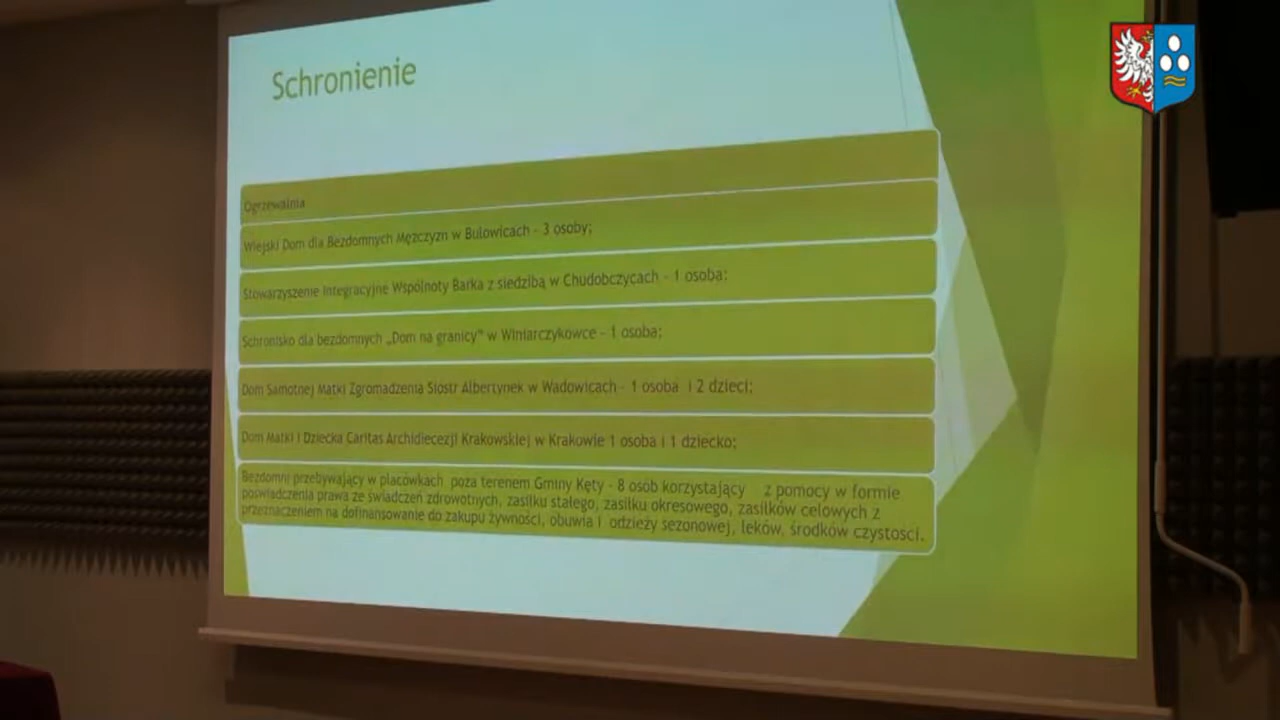 Schronienie
Ogrzewalnia
Wiejski Dom dla Bezdomnych Mężczyzn w Bulowicach - 3 osoby;
Stowarzyszenie Integracyjne Wspólnoty Barka z siedzibą w Chudobczycach - 1 osoba;
Schronisko dla bezdomnych „Dom na granicy" w Winiarczykowce - 1 osoba;
Dom Samotnej Matki Zgromadzenia Sióstr Albertynek w Wadowicach - 1 osoba i 2 dzieci;
Dom Matki i Dziecka Caritas Archidiecezji Krakowskiej w Krakowie 1 osoba i 1 dziecko;
Bezdomni przebywający w placówkach poza terenem Gminy Kęty - 8 osób korzystający z pomocy w formie
poświadczenia prawa ze świadczeń zdrowotnych, zasiłku stałego, zasiłku okresowego, zasiłków celowych z
przeznaczeniem na dofinansowanie do zakupu żywności, obuwia i odzieży sezonowej, leków, środków czystości.